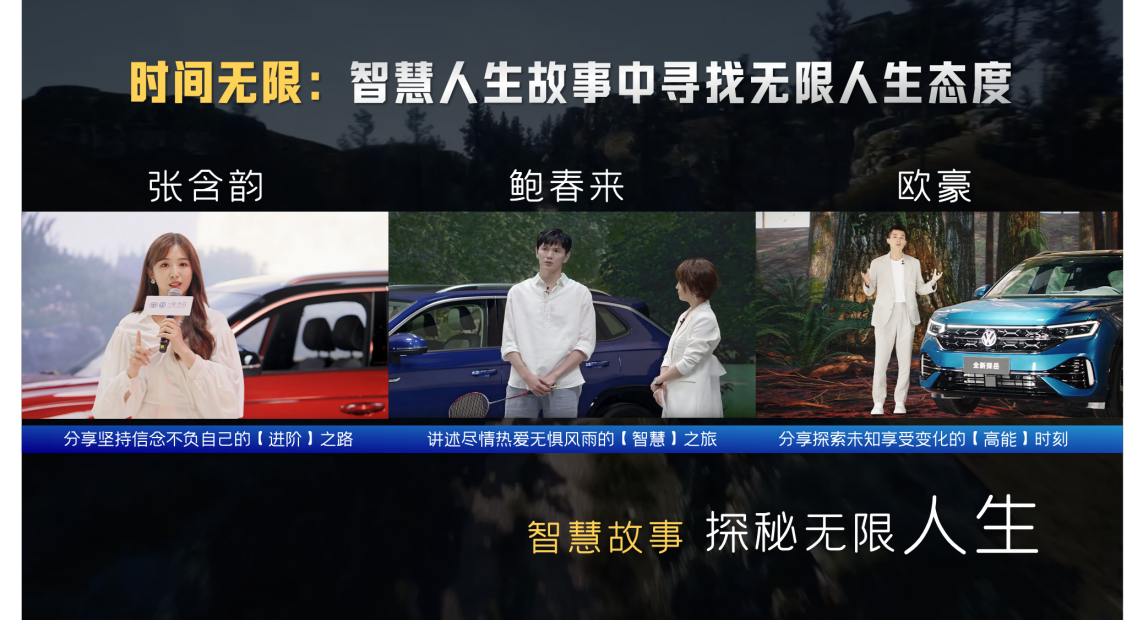 时间无限：智慧人生故事中寻找无限人生态度
张含韵
鲍春来
欧豪
全新探岳
分享坚持信念不负自己的【进阶】之路
讲述尽情热爱无惧风雨的【智慧】之旅
分享探索未知享受变化的【高能】时刻
智慧故事 探秘无限人生